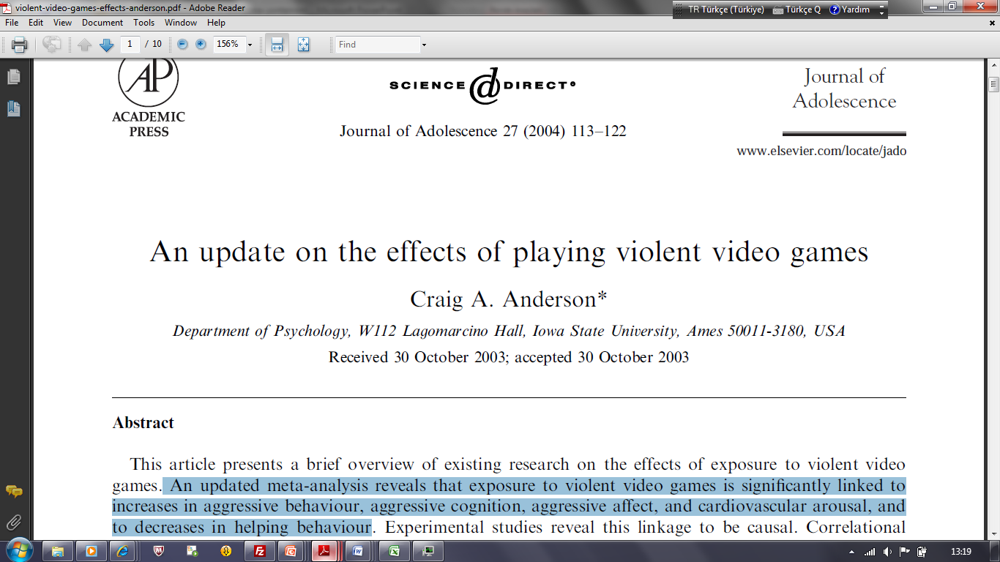 violent-video-games-effects-anderson.pdf - Adobe Reader
TR Türkçe (Türkiye) Türkçe Q Yardım
File Edit View Document Tools Window Help
1 / 10 156% Find
AP
ACADEMIC
PRESS
SCIENCE d DIRECT®
Journal of
Adolescence
Journal of Adolescence 27 (2004) 113–122
www.elsevier.com/locate/jado
An update on the effects of playing violent video games
Craig A. Anderson*
Department of Psychology, W112 Lagomarcino Hall, Iowa State University, Ames 50011-3180, USA
Received 30 October 2003; accepted 30 October 2003
Abstract
This article presents a brief overview of existing research on the effects of exposure to violent video
games. An updated meta-analysis reveals that exposure to violent video games is significantly linked to
increases in aggressive behaviour, aggressive cognition, aggressive affect, and cardiovascular arousal, and
to decreases in helping behaviour. Experimental studies reveal this linkage to be causal. Correlational
13:19